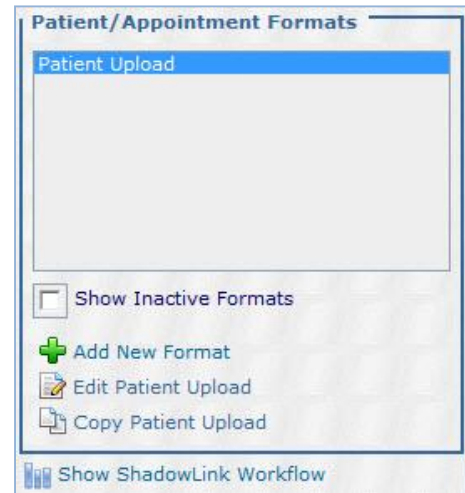 Patient/Appointment Formats
Patient Upload
Show Inactive Formats
Add New Format
Edit Patient Upload
Copy Patient Upload
Show ShadowLink Workflow